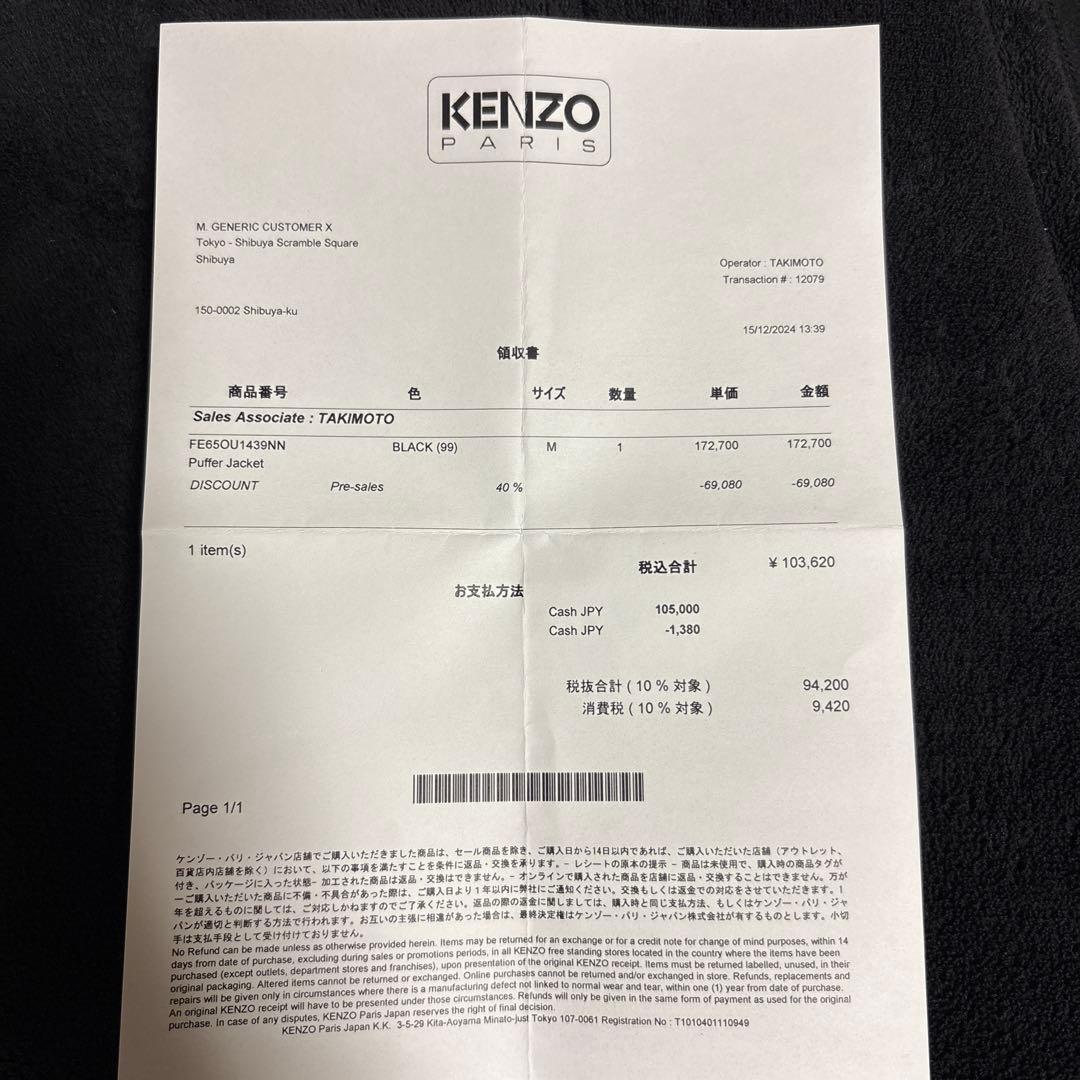 KENZO
PARIS
M. GENERIC CUSTOMER X
Tokyo - Shibuya Scramble Square
Shibuya
Operator : TAKIMOTO
Transaction # : 12079
150-0002 Shibuya-ku
15/12/2024 13:39
領収書
商品番号 色 サイズ 数量 単価 金額
Sales Associate : TAKIMOTO
FE65OU1439NN BLACK (99) M 1 172,700 172,700
Puffer Jacket
DISCOUNT Pre-sales 40 % -69,080 -69,080
1 item(s)
税込合計 ¥ 103,620
お支払方法
Cash JPY 105,000
Cash JPY -1,380
税抜合計 ( 10 % 対象 ) 94,200
消費税 ( 10 % 対象 ) 9,420
Page 1/1
ケンゾー・パリ・ジャパン店舗でご購入いただきました商品は、セール商品を除き、ご購入日から14日以内であれば、ご購入いただいた店舗（アウトレット、
百貨店内店舗を除く）において、以下の事項を満たすことを条件に返品・交換を承ります。- レシートの原本の提示 - 商品は未使用で、購入時の商品タグが
付き、パッケージに入った状態- 加工された商品は返品・交換はできません。- オンラインで購入された商品を店舗に返品・交換することはできません。万が
一ご購入いただいた商品に不備・不具合があった際は、ご購入日より１年以内に弊社にご通知ください。交換もしくは返金での対応をさせていただきます。1
年を超えるものに関しては、ご対応しかねますのでご了承ください。返品の際の返金に関しましては、購入時と同じ支払方法、もしくはケンゾー・パリ・ジャ
パンが適切と判断する方法で行われます。お互いの主張に相違があった場合は、最終決定権はケンゾー・パリ・ジャパン株式会社が有するものとします。小切
手は支払手段として受け付けておりません。
No Refund can be made unless as otherwise provided herein. Items may be returned for an exchange or for a credit note for change of mind purposes, within 14
days from date of purchase, excluding during sales or promotions periods, in all KENZO free standing stores located in the country where the items have been
purchased (except outlets, department stores and franchises), upon presentation of the original KENZO receipt. Items must be returned labelled, unused, in their
original packaging. Altered items cannot be returned or exchanged. Online purchases cannot be returned and/or exchanged in store. Refunds, replacements and
repairs will be given only in circumstances where there is a manufacturing defect not linked to normal wear and tear, within one (1) year from date of purchase.
An original KENZO receipt will have to be presented under those circumstances. Refunds will only be given in the same form of payment as used for the original
purchase. In case of any disputes, KENZO Paris Japan reserves the right of final decision.
KENZO Paris Japan K.K. 3-5-29 Kita-Aoyama Minato-just Tokyo 107-0061 Registration No : T1010401110949